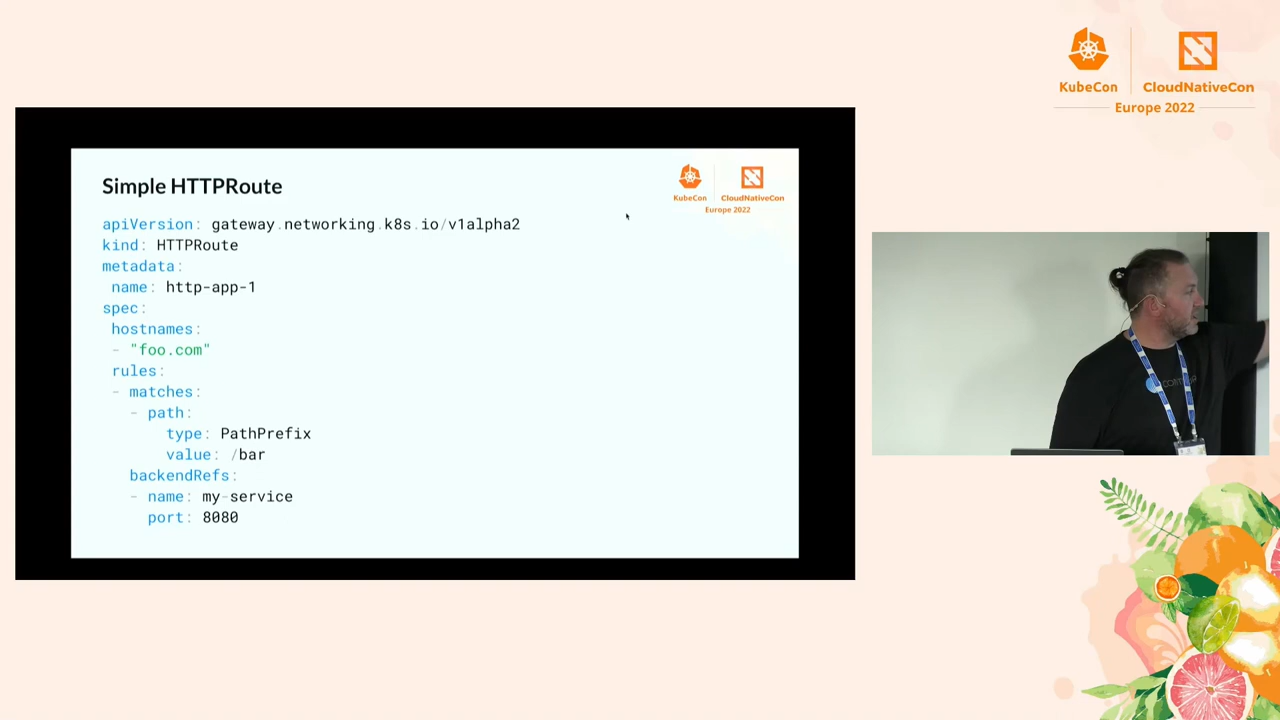 KubeCon
CloudNativeCon
Europe 2022
Simple HTTPRoute
KubeCon
CloudNativeCon
Europe 2022
apiVersion: gateway.networking.k8s.io/v1alpha2
kind: HTTPRoute
metadata:
name: http-app-1
spec:
hostnames:
- "foo.com"
rules:
- matches:
- path:
type: PathPrefix
value: /bar
backendRefs:
- name: my-service
port: 8080